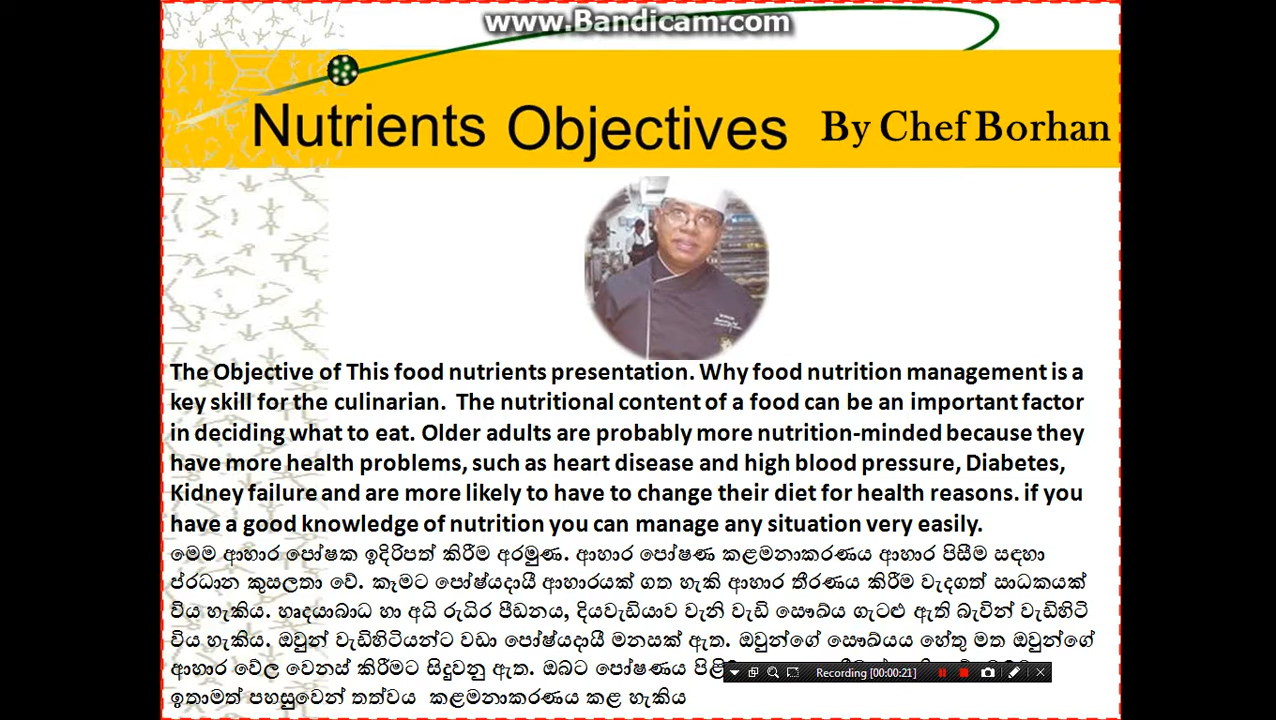 www.Bandicam.com
Nutrients Objectives By Chef Borhan
The Objective of This food nutrients presentation. Why food nutrition management is a
key skill for the culinarian. The nutritional content of a food can be an important factor
in deciding what to eat. Older adults are probably more nutrition-minded because they
have more health problems, such as heart disease and high blood pressure, Diabetes,
Kidney failure and are more likely to have to change their diet for health reasons. if you
have a good knowledge of nutrition you can manage any situation very easily.
මෙම ආහාර පෝෂක ඉදිරිපත් කිරීම අරමුණ. ආහාර පෝෂණ කළමනාකරණය ආහාර පිසීම සඳහා
ප්රධාන කුසලතා වේ. කෑමට පෝෂ්යදායී ආහාරයක් ගත හැකි ආහාර තීරණය කිරීම වැදගත් සාධකයක්
විය හැකිය. හෘදයාබාධ හා අධි රුධිර පීඩනය, දියවැඩියාව වැනි වැඩි සෞඛ්ය ගැටළු ඇති බැවින් වැඩිහිටි
විය හැකිය. ඔවුන් වැඩිහිටියන්ට වඩා පෝෂ්යදායී මනසක් ඇත. ඔවුන්ගේ සෞඛ්යය හේතු මත ඔවුන්ගේ
ආහාර වේල වෙනස් කිරීමට සිදුවනු ඇත. ඔබට පෝෂණය
Recording [00:00:21]
ඉතාමත් පහසුවෙන් තත්වය කළමනාකරණය කළ හැකිය